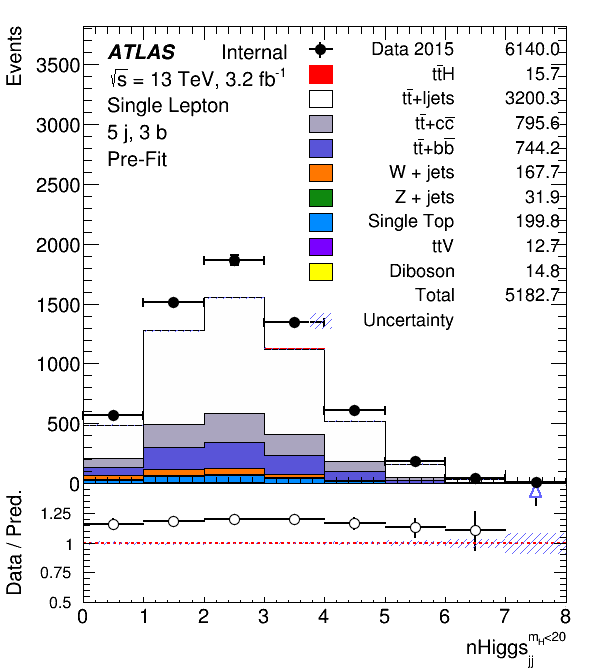 Events
ATLAS Internal
√s = 13 TeV, 3.2 fb⁻¹
Single Lepton
5 j, 3 b
Pre-Fit
Data 2015 6140.0
tt̄H 15.7
tt̄+ljets 3200.3
tt̄+cc̄ 795.6
tt̄+bb̄ 744.2
W + jets 167.7
Z + jets 31.9
Single Top 199.8
ttV 12.7
Diboson 14.8
Total 5182.7
Uncertainty
3500
3000
2500
2000
1500
1000
500
0
Data / Pred.
1.25
1
0.75
0.5
0 1 2 3 4 5 6 7 8
nHiggs_jj^{m_H<20}